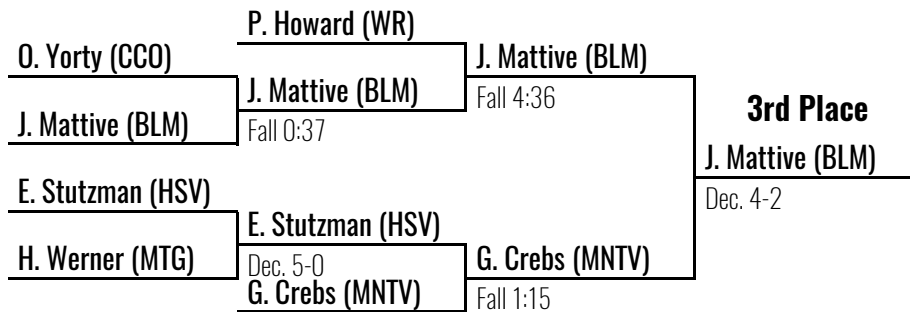 P. Howard (WR)
O. Yorty (CCO)
J. Mattive (BLM)
J. Mattive (BLM)
Fall 4:36
3rd Place
J. Mattive (BLM)
Fall 0:37
J. Mattive (BLM)
Dec. 4-2
E. Stutzman (HSV)
E. Stutzman (HSV)
H. Werner (MTG)
Dec. 5-0
G. Crebs (MNTV)
G. Crebs (MNTV)
Fall 1:15